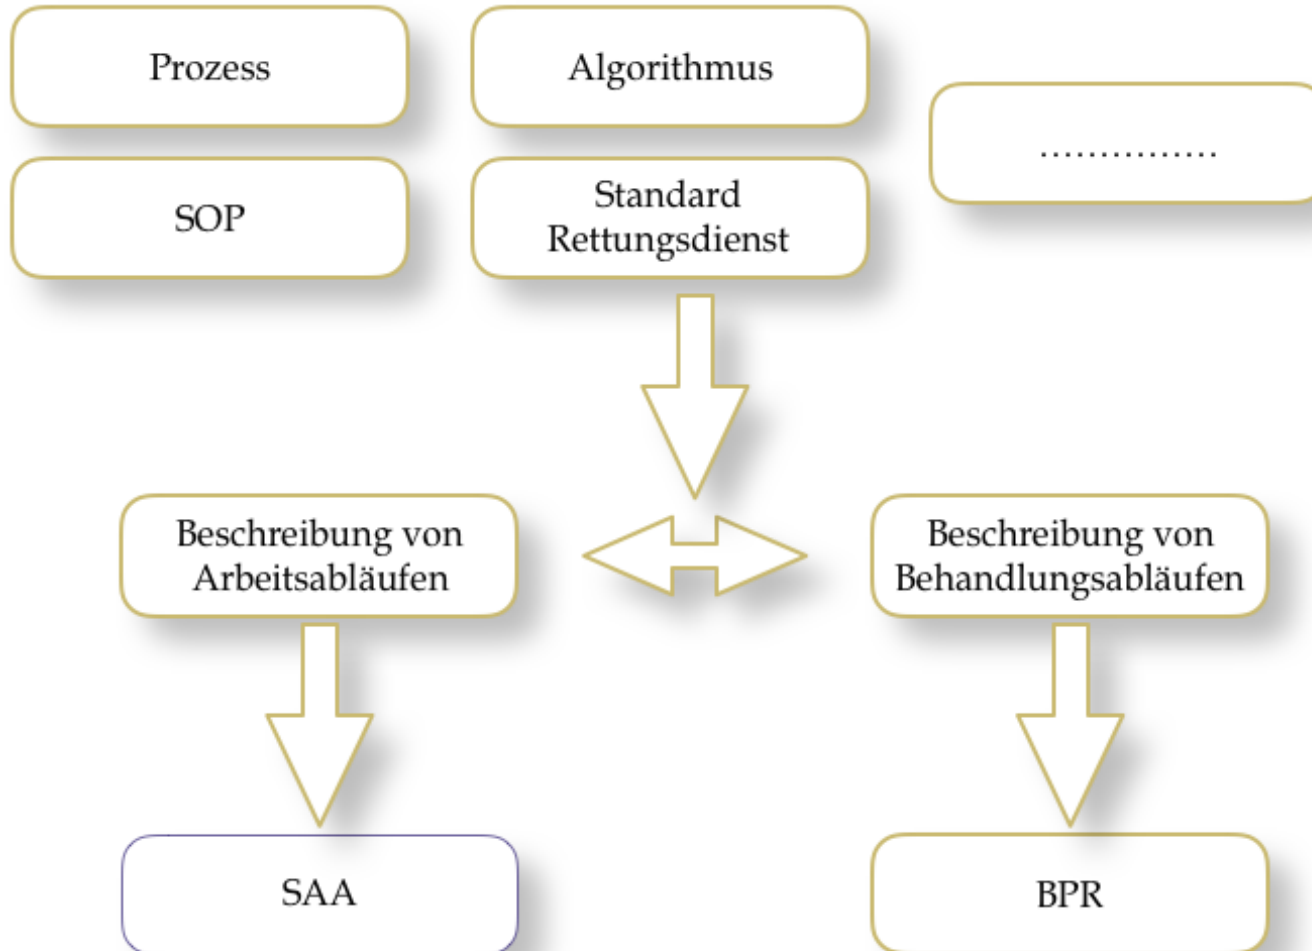 Prozess
Algorithmus
...............
SOP
Standard
Rettungsdienst
Beschreibung von
Arbeitsabläufen
Beschreibung von
Behandlungsabläufen
SAA
BPR